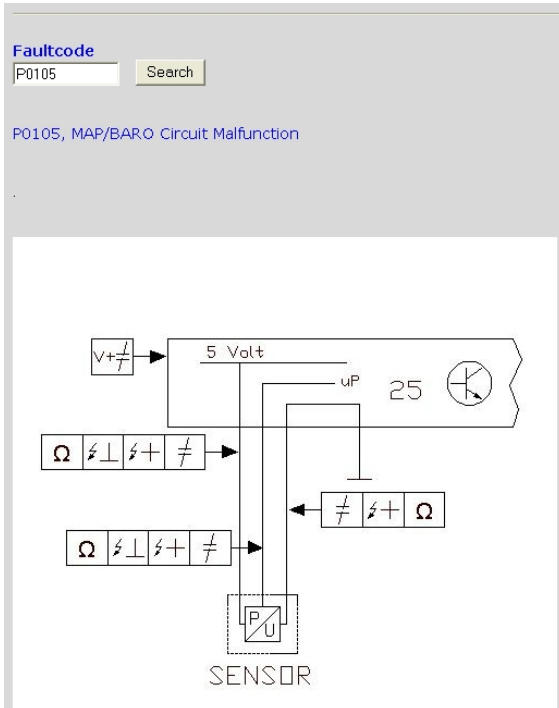 Faultcode
P0105 Search
P0105, MAP/BARO Circuit Malfunction
.
5 Volt
V+
uP
25
Ω
Ω
Ω
P/U
SENSOR